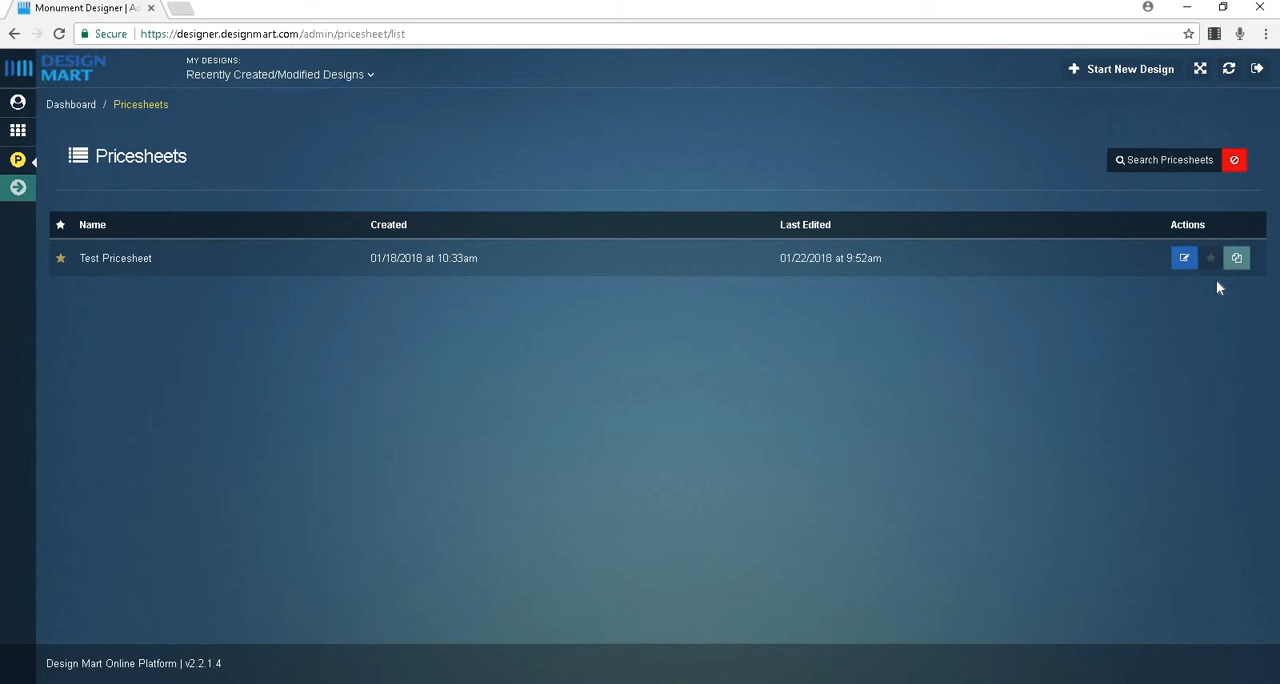 Monument Designer | Ad
Secure https://designer.designmart.com/admin/pricesheet/list
DESIGN MART
MY DESIGNS:
Recently Created/Modified Designs
Start New Design
Dashboard / Pricesheets
P
Pricesheets
Search Pricesheets
Name Created Last Edited Actions
Test Pricesheet 01/18/2018 at 10:33am 01/22/2018 at 9:52am
Design Mart Online Platform | v2.2.1.4